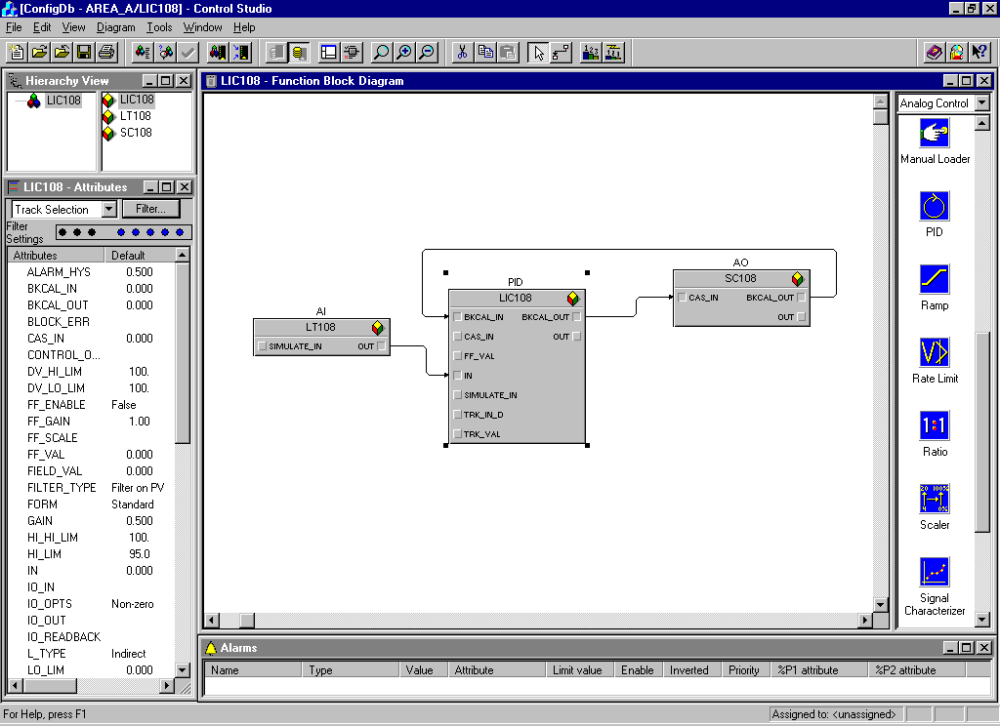 [ConfigDb - AREA_A/LIC108] - Control Studio
File Edit View Diagram Tools Window Help
Hierarchy View
LIC108
LIC108
LT108
SC108
LIC108 - Attributes
Track Selection
Filter...
Filter Settings
Attributes Default
ALARM_HYS 0.500
BKCAL_IN 0.000
BKCAL_OUT 0.000
BLOCK_ERR
CAS_IN 0.000
CONTROL_O...
DV_HI_LIM 100.
DV_LO_LIM 100.
FF_ENABLE False
FF_GAIN 1.00
FF_SCALE
FF_VAL 0.000
FIELD_VAL 0.000
FILTER_TYPE Filter on PV
FORM Standard
GAIN 0.500
HI_HI_LIM 100.
HI_LIM 95.0
IN 0.000
IO_IN
IO_OPTS Non-zero
IO_OUT
IO_READBACK
L_TYPE Indirect
LO_LIM 0.000
LIC108 - Function Block Diagram
AI
LT108
SIMULATE_IN OUT
PID
LIC108
BKCAL_IN BKCAL_OUT
CAS_IN OUT
FF_VAL
IN
SIMULATE_IN
TRK_IN_D
TRK_VAL
AO
SC108
CAS_IN BKCAL_OUT
OUT
Analog Control
Manual Loader
PID
Ramp
Rate Limit
1:1
Ratio
20 100%
4 0%
Scaler
Signal
Characterizer
Alarms
Name Type Value Attribute Limit value Enable Inverted Priority %P1 attribute %P2 attribute
For Help, press F1
Assigned to: <unassigned>